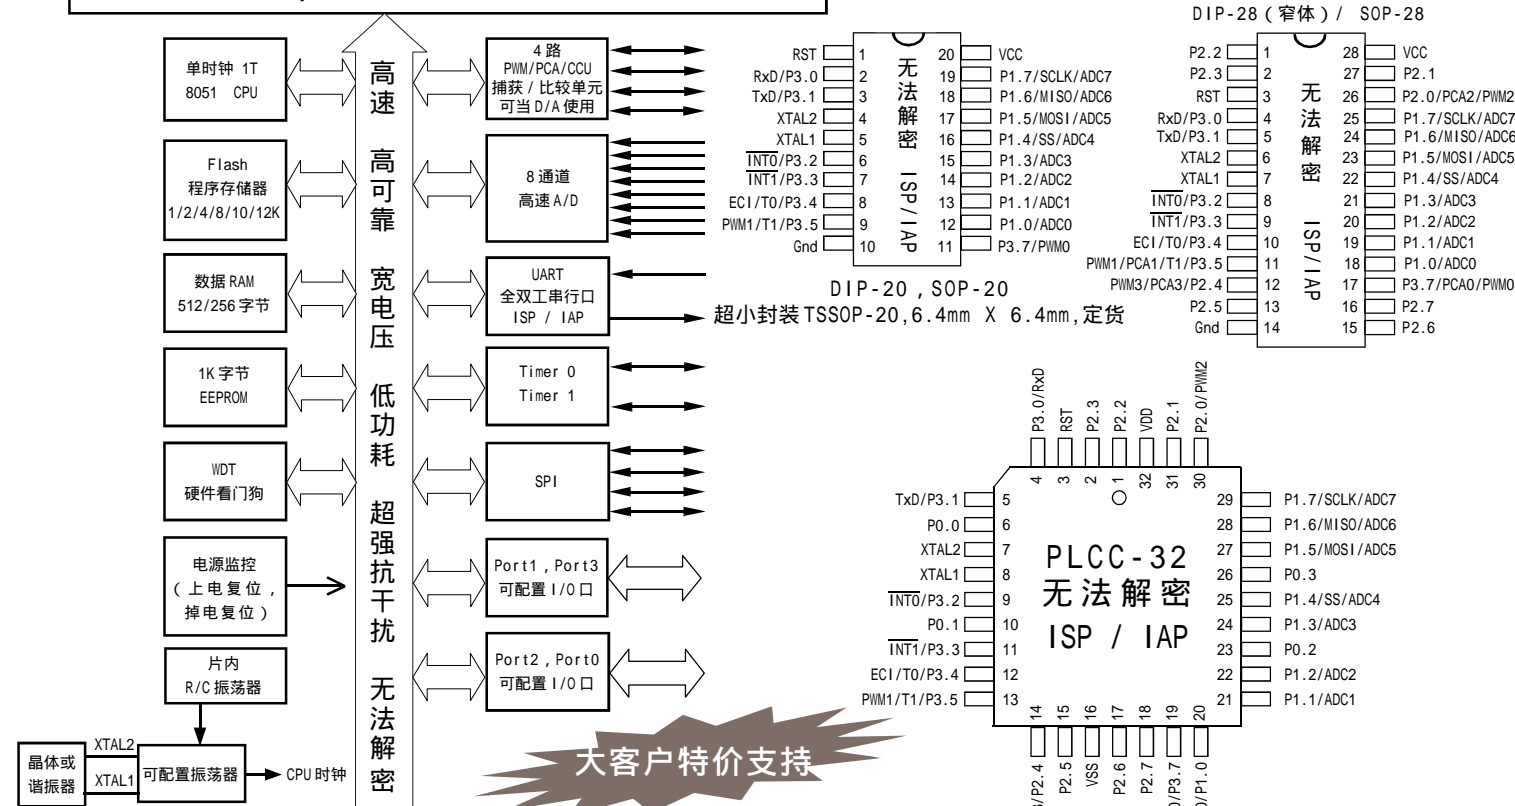 单时钟 1T
8051 CPU
Flash
程序存储器
1/2/4/8/10/12K
数据 RAM
512/256 字节
1K 字节
EEPROM
WDT
硬件看门狗
电源监控
（上电复位，
掉电复位）
片内
R/C 振荡器
晶体或
谐振器
XTAL2
XTAL1
可配置振荡器
CPU 时钟
高速 高可靠 宽电压 低功耗 超强抗干扰 无法解密
4 路
PWM/PCA/CCU
捕获 / 比较单元
可当 D/A 使用
8 通道
高速 A/D
UART
全双工串行口
ISP / IAP
Timer 0
Timer 1
SPI
Port1，Port3
可配置 I/O 口
Port2，Port0
可配置 I/O 口
大客户特价支持
RST 1
RxD/P3.0 2
TxD/P3.1 3
XTAL2 4
XTAL1 5
INT0/P3.2 6
INT1/P3.3 7
ECI/T0/P3.4 8
PWM1/T1/P3.5 9
Gnd 10
无法解密 ISP/IAP
20 VCC
19 P1.7/SCLK/ADC7
18 P1.6/MISO/ADC6
17 P1.5/MOSI/ADC5
16 P1.4/SS/ADC4
15 P1.3/ADC3
14 P1.2/ADC2
13 P1.1/ADC1
12 P1.0/ADC0
11 P3.7/PWM0
DIP-20，SOP-20
超小封装 TSSOP-20,6.4mm X 6.4mm,定货
DIP-28（窄体）/ SOP-28
P2.2 1
P2.3 2
RST 3
RxD/P3.0 4
TxD/P3.1 5
XTAL2 6
XTAL1 7
INT0/P3.2 8
INT1/P3.3 9
ECI/T0/P3.4 10
PWM1/PCA1/T1/P3.5 11
PWM3/PCA3/P2.4 12
P2.5 13
Gnd 14
无法解密 ISP/IAP
28 VCC
27 P2.1
26 P2.0/PCA2/PWM2
25 P1.7/SCLK/ADC7
24 P1.6/MISO/ADC6
23 P1.5/MOSI/ADC5
22 P1.4/SS/ADC4
21 P1.3/ADC3
20 P1.2/ADC2
19 P1.1/ADC1
18 P1.0/ADC0
17 P3.7/PCA0/PWM0
16 P2.7
15 P2.6
P3.0/RxD 4
RST 3
P2.3 2
P2.2 1
VDD 32
P2.1 31
P2.0/PWM2 30
TxD/P3.1 5
P0.0 6
XTAL2 7
XTAL1 8
INT0/P3.2 9
P0.1 10
INT1/P3.3 11
ECI/T0/P3.4 12
PWM1/T1/P3.5 13
PLCC-32
无法解密
ISP / IAP
29 P1.7/SCLK/ADC7
28 P1.6/MISO/ADC6
27 P1.5/MOSI/ADC5
26 P0.3
25 P1.4/SS/ADC4
24 P1.3/ADC3
23 P0.2
22 P1.2/ADC2
21 P1.1/ADC1
14 /P2.4
15 P2.5
16 VSS
17 P2.6
18 P2.7
19 /P3.7
20 /P1.0